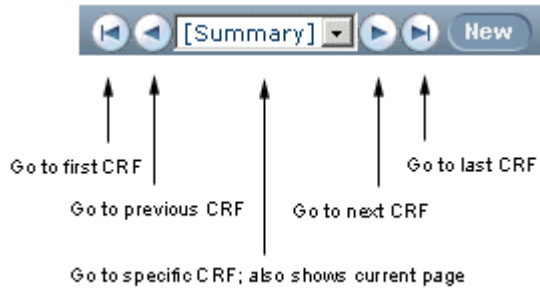 [Summary]
New
Go to first CRF
Go to last CRF
Go to previous CRF
Go to next CRF
Go to specific CRF; also shows current page